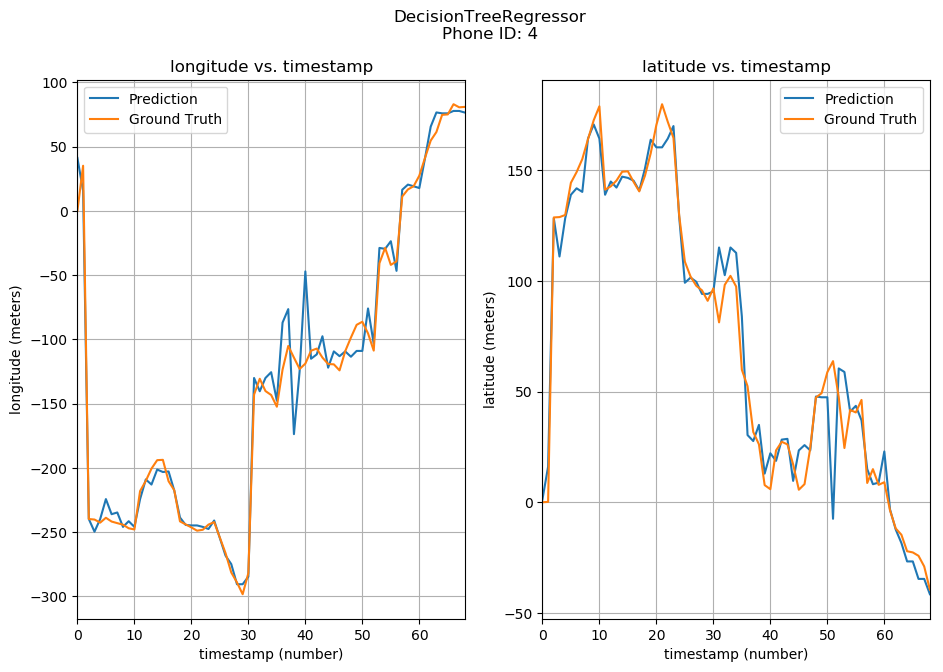 DecisionTreeRegressor
Phone ID: 4
longitude vs. timestamp
Prediction
Ground Truth
100
50
0
−50
−100
−150
−200
−250
−300
longitude (meters)
0
10
20
30
40
50
60
timestamp (number)
latitude vs. timestamp
Prediction
Ground Truth
150
100
50
0
−50
latitude (meters)
0
10
20
30
40
50
60
timestamp (number)